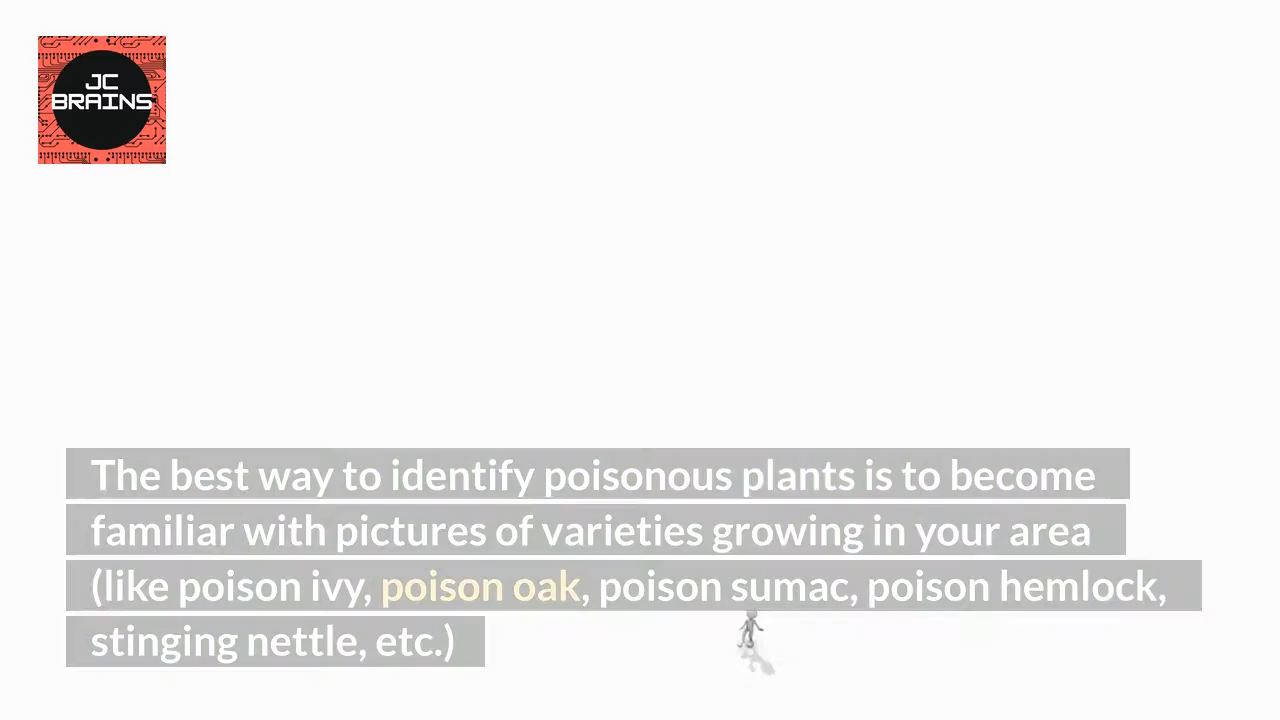 JC
BRAINS
The best way to identify poisonous plants is to become
familiar with pictures of varieties growing in your area
(like poison ivy, poison oak, poison sumac, poison hemlock,
stinging nettle, etc.)